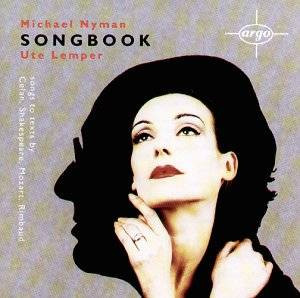 Michael Nyman
SONGBOOK
Ute Lemper
argo
songs to texts by
Celan, Shakespeare, Mozart, Rimbaud